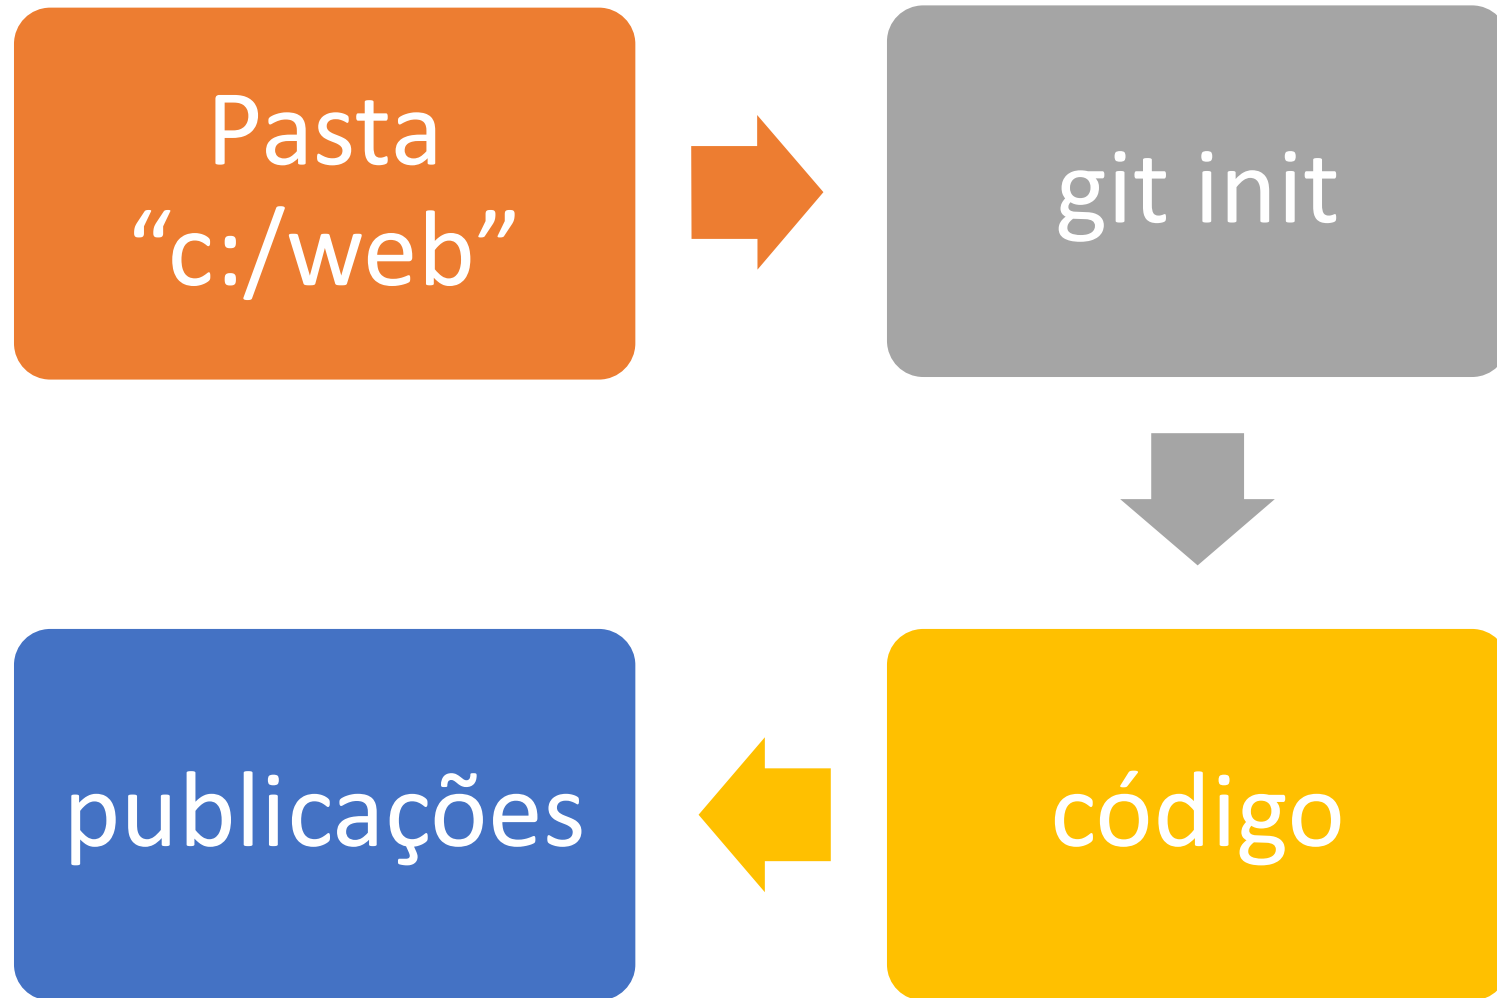 Pasta
“c:/web”
git init
código
publicações